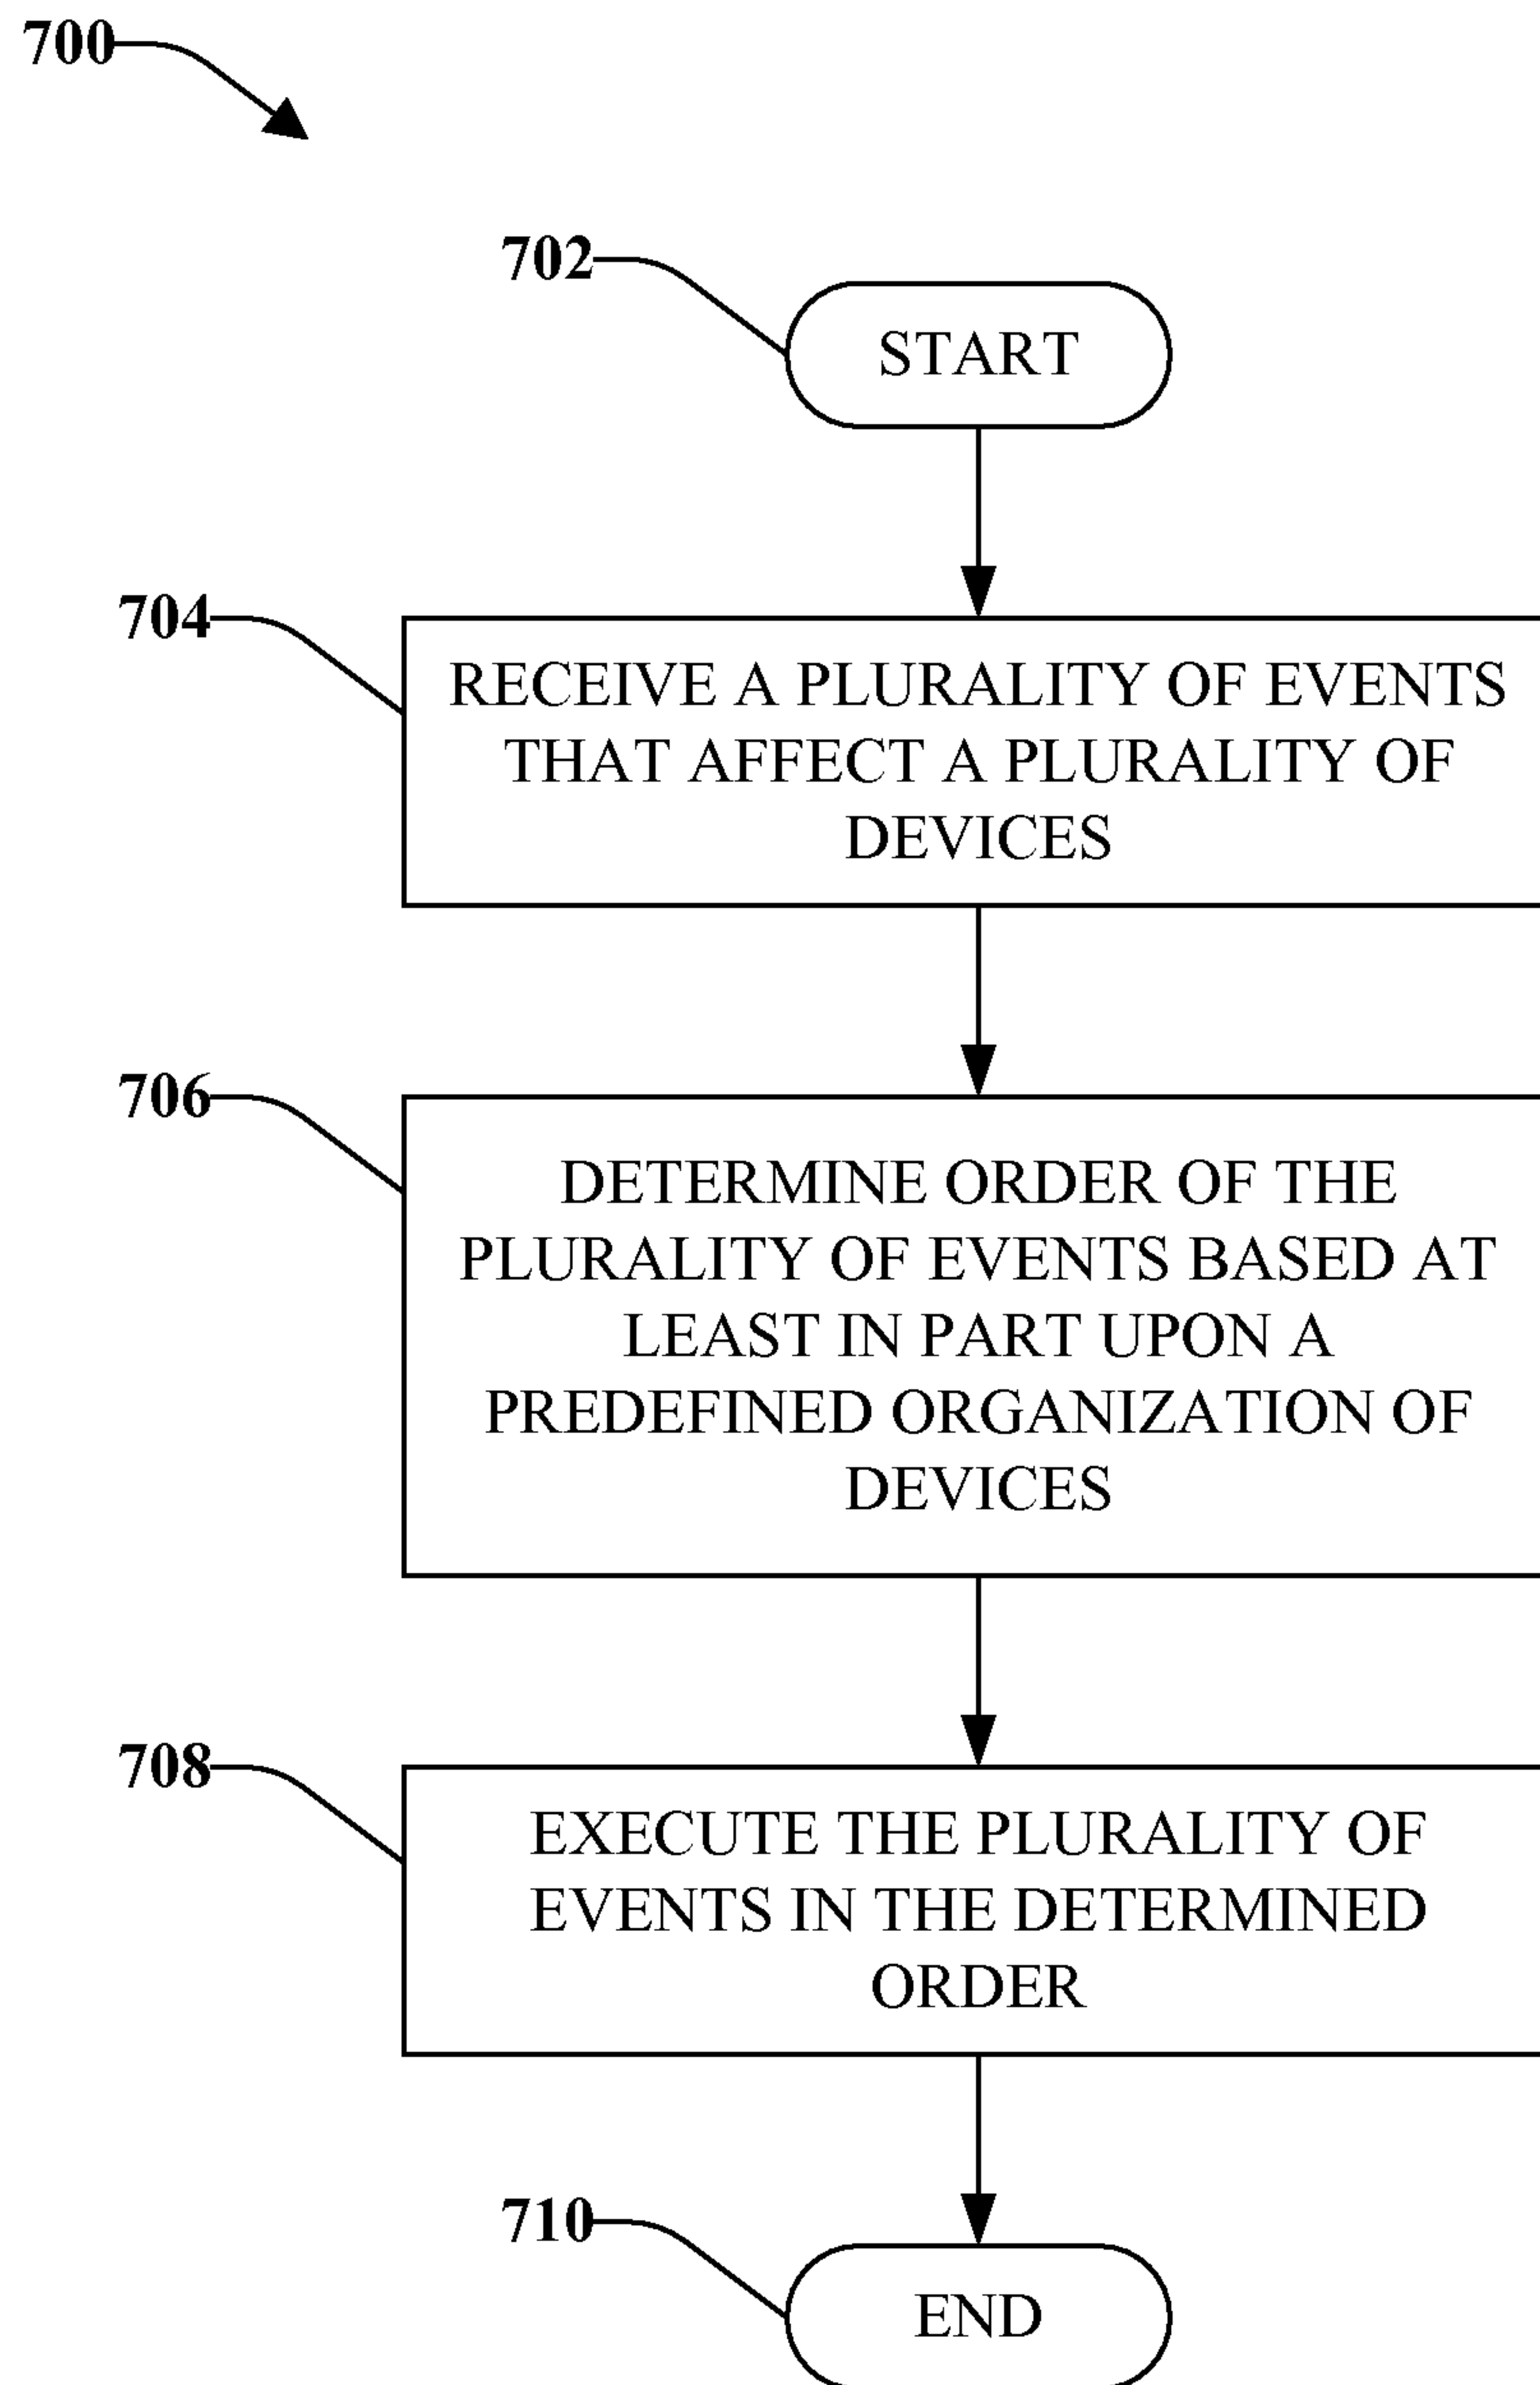 700
702
START
704
RECEIVE A PLURALITY OF EVENTS
THAT AFFECT A PLURALITY OF
DEVICES
706
DETERMINE ORDER OF THE
PLURALITY OF EVENTS BASED AT
LEAST IN PART UPON A
PREDEFINED ORGANIZATION OF
DEVICES
708
EXECUTE THE PLURALITY OF
EVENTS IN THE DETERMINED
ORDER
710
END